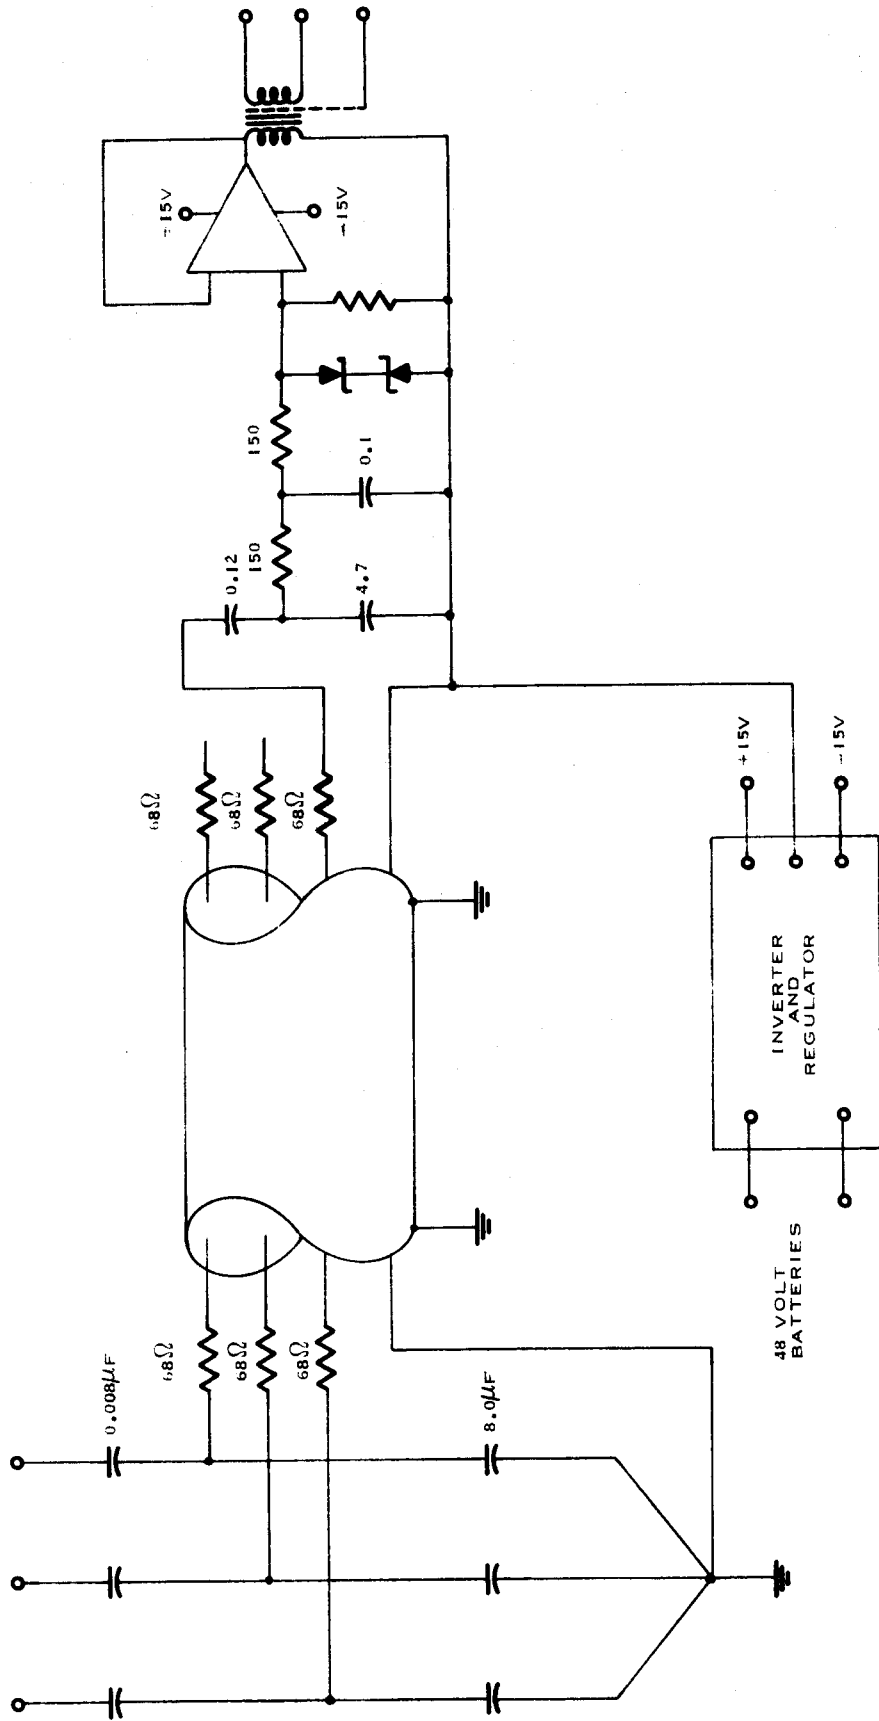 +15V
-15V
150
0.1
0.12
150
4.7
68Ω
68Ω
68Ω
+15V
-15V
INVERTER
AND
REGULATOR
48 VOLT
BATTERIES
68Ω
68Ω
68Ω
0.008µF
8.0µF